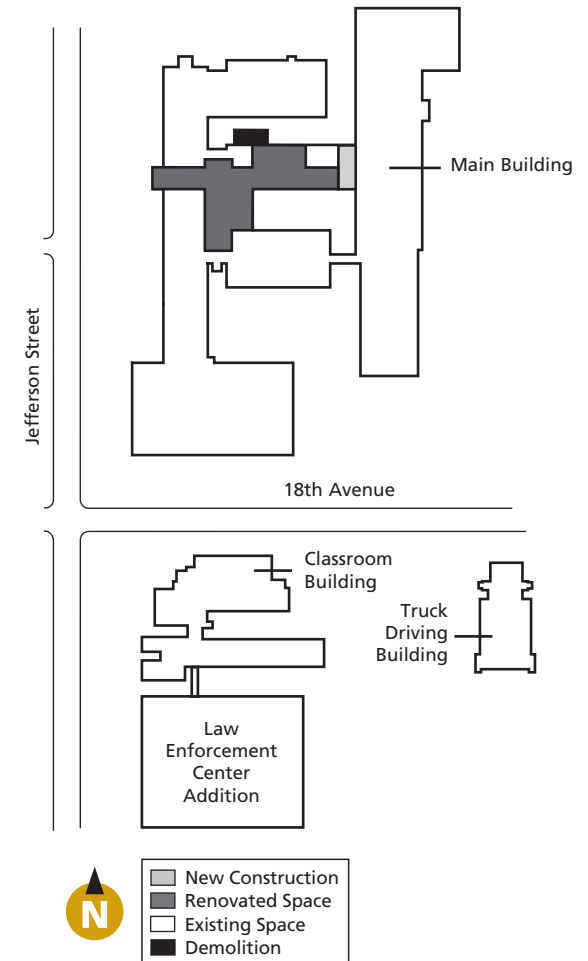 Main Building
Jefferson Street
18th Avenue
Classroom
Building
Truck
Driving
Building
Law
Enforcement
Center
Addition
N
New Construction
Renovated Space
Existing Space
Demolition